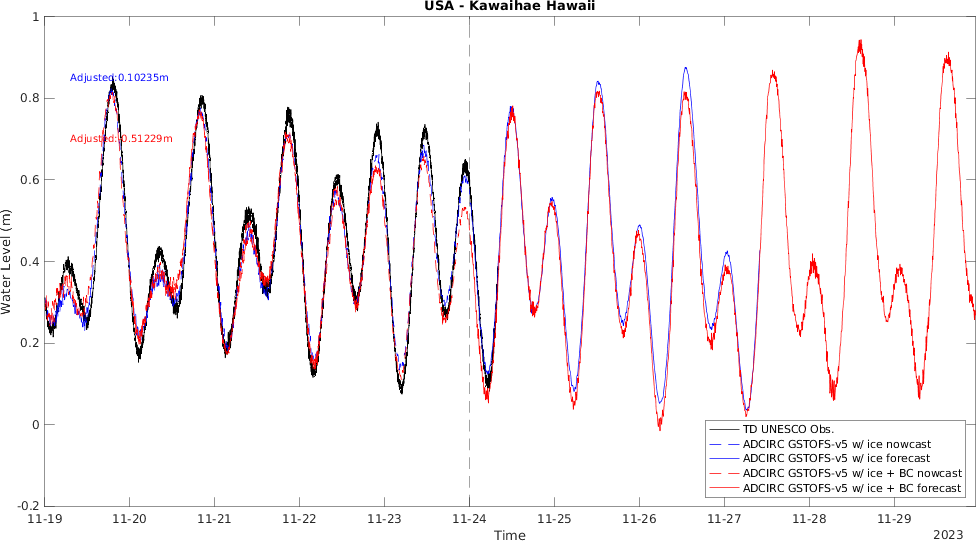 USA - Kawaihae Hawaii
1
Adjusted:0.10235m
0.8
Adjusted:-0.51229m
0.6
Water Level (m)
0.4
0.2
0
TD UNESCO Obs.
ADCIRC GSTOFS-v5 w/ ice nowcast
ADCIRC GSTOFS-v5 w/ ice forecast
ADCIRC GSTOFS-v5 w/ ice + BC nowcast
ADCIRC GSTOFS-v5 w/ ice + BC forecast
-0.2
11-19 11-20 11-21 11-22 11-23 11-24 11-25 11-26 11-27 11-28 11-29
Time
2023